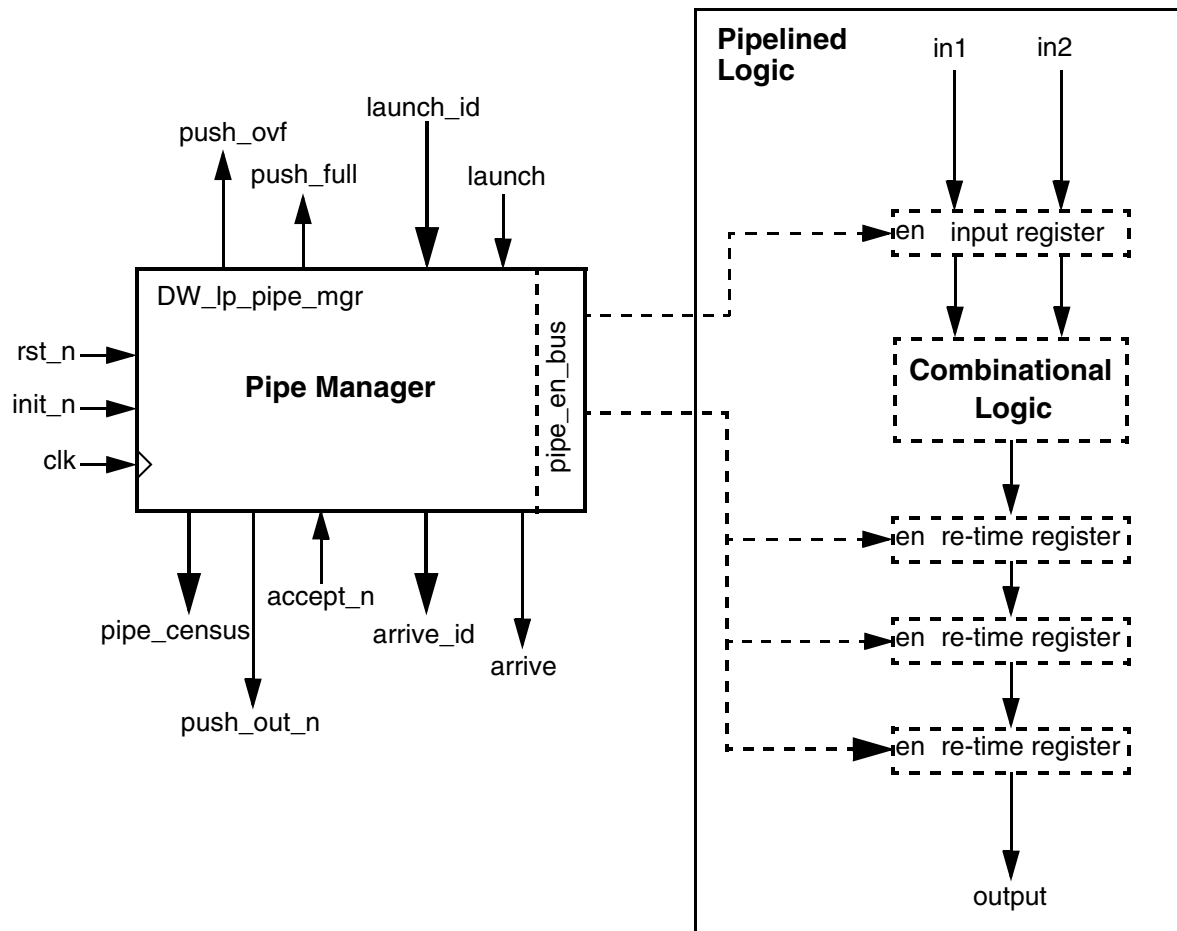 Pipelined
Logic
in1
in2
launch_id
push_ovf
push_full
launch
en input register
DW_lp_pipe_mgr
rst_n
Pipe Manager
pipe_en_bus
init_n
clk
Combinational
Logic
en re-time register
accept_n
pipe_census
arrive_id
arrive
en re-time register
push_out_n
en re-time register
output